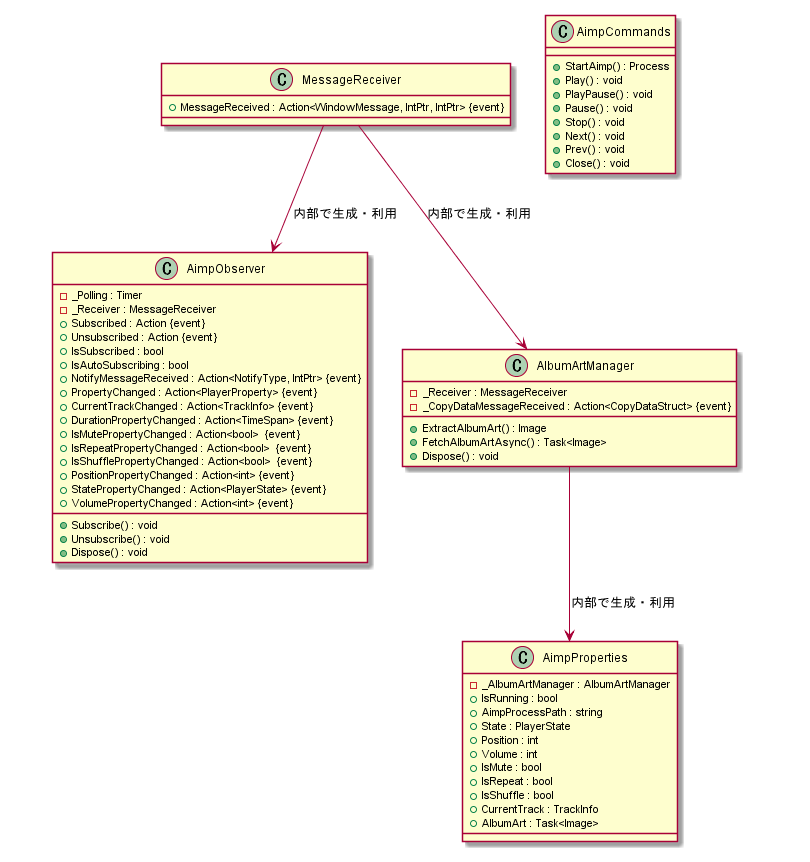 C AimpCommands
StartAimp() : Process
Play() : void
PlayPause() : void
Pause() : void
Stop() : void
Next() : void
Prev() : void
Close() : void
C MessageReceiver
MessageReceived : Action<WindowMessage, IntPtr, IntPtr> {event}
内部で生成・利用
内部で生成・利用
C AimpObserver
_Polling : Timer
_Receiver : MessageReceiver
Subscribed : Action {event}
Unsubscribed : Action {event}
IsSubscribed : bool
IsAutoSubscribing : bool
NotifyMessageReceived : Action<NotifyType, IntPtr> {event}
PropertyChanged : Action<PlayerProperty> {event}
CurrentTrackChanged : Action<TrackInfo> {event}
DurationPropertyChanged : Action<TimeSpan> {event}
IsMutePropertyChanged : Action<bool>  {event}
IsRepeatPropertyChanged : Action<bool>  {event}
IsShufflePropertyChanged : Action<bool>  {event}
PositionPropertyChanged : Action<int> {event}
StatePropertyChanged : Action<PlayerState> {event}
VolumePropertyChanged : Action<int> {event}
Subscribe() : void
Unsubscribe() : void
Dispose() : void
C AlbumArtManager
_Receiver : MessageReceiver
_CopyDataMessageReceived : Action<CopyDataStruct> {event}
ExtractAlbumArt() : Image
FetchAlbumArtAsync() : Task<Image>
Dispose() : void
内部で生成・利用
C AimpProperties
_AlbumArtManager : AlbumArtManager
IsRunning : bool
AimpProcessPath : string
State : PlayerState
Position : int
Volume : int
IsMute : bool
IsRepeat : bool
IsShuffle : bool
CurrentTrack : TrackInfo
AlbumArt : Task<Image>